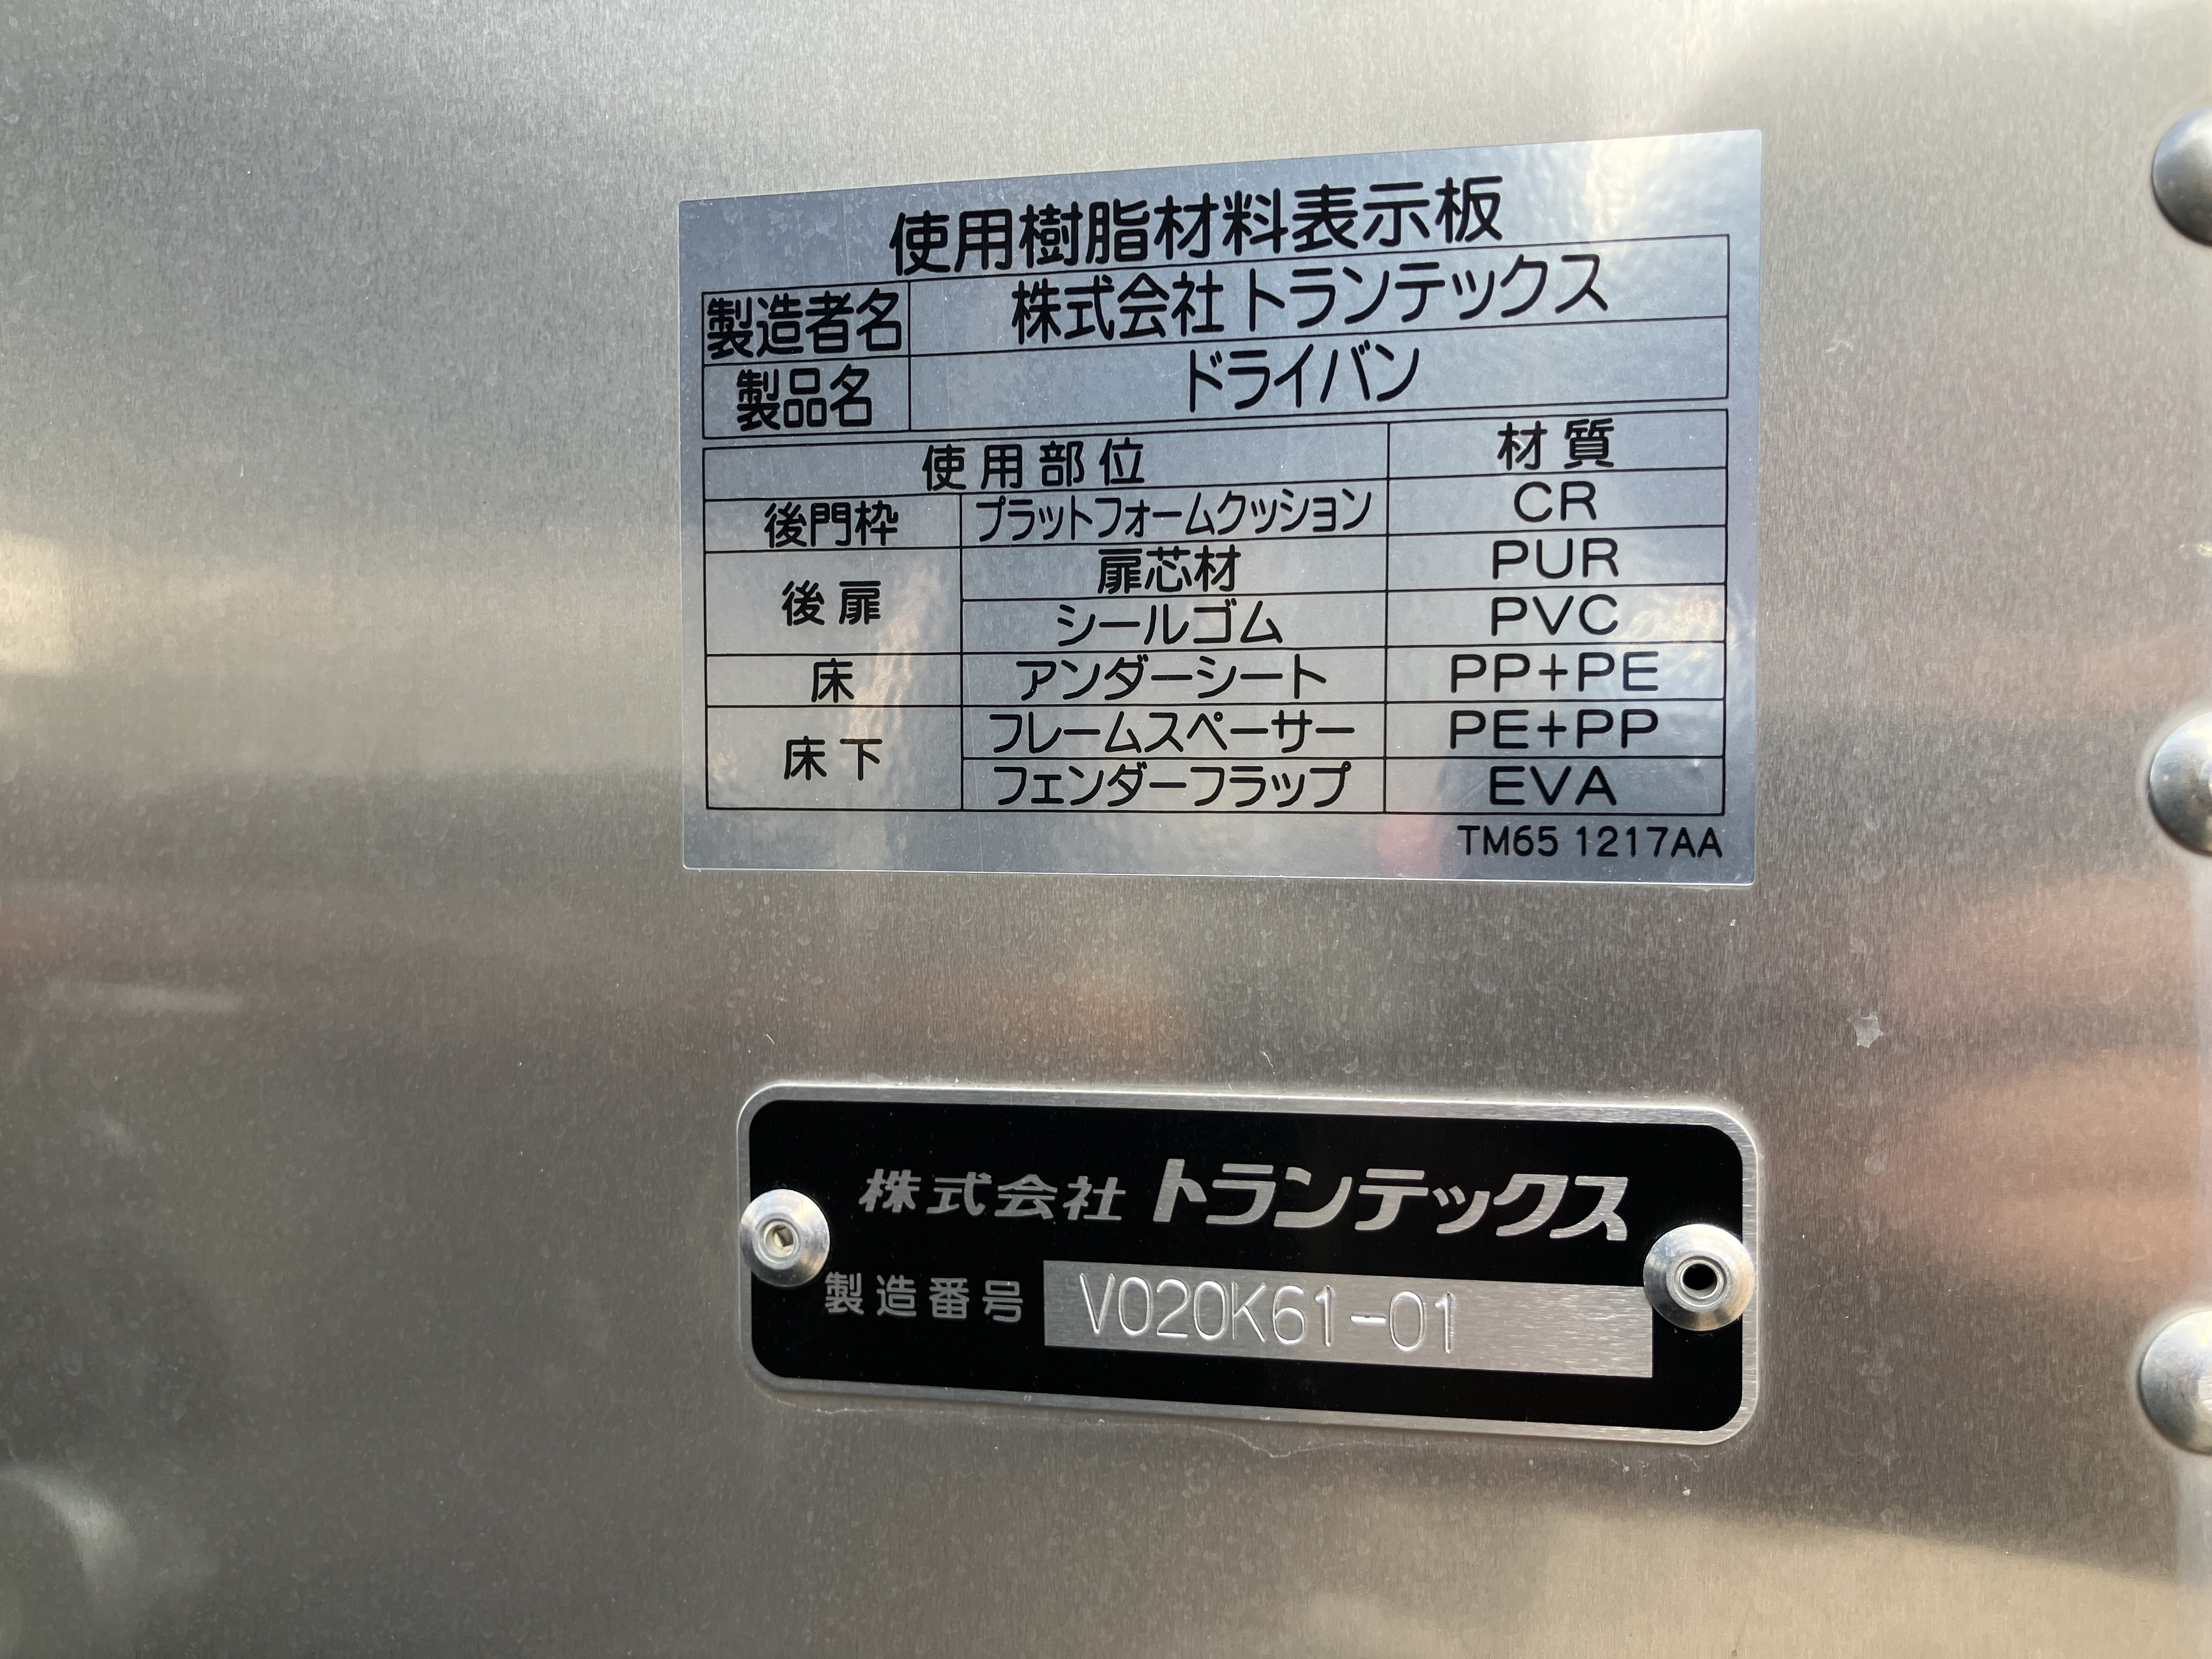 使用樹脂材料表示板
製造者名 株式会社トランテックス
製品名 ドライバン
使用部位 材質
後門枠 プラットフォームクッション CR
後扉 扉芯材 PUR
シールゴム PVC
床 アンダーシート PP+PE
床下 フレームスペーサー PE+PP
フェンダーフラップ EVA
TM65 1217AA
株式会社トランテックス
製造番号 V020K61-01